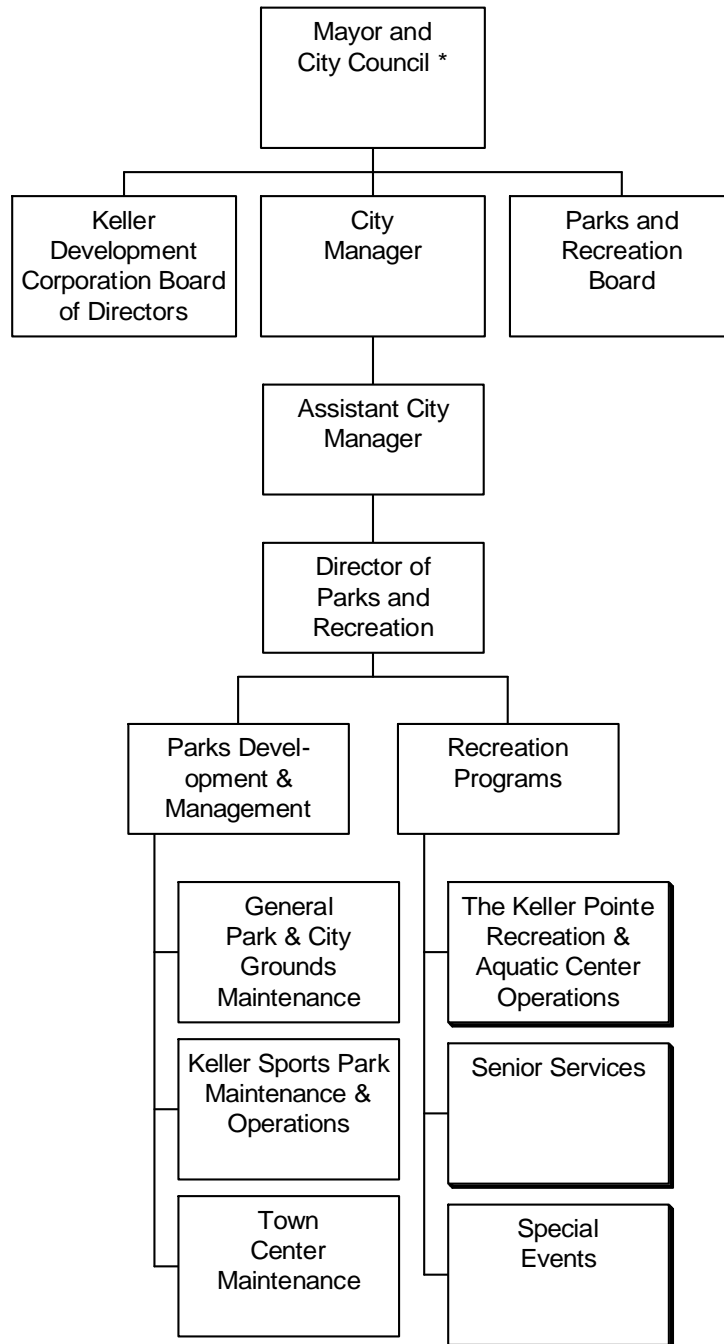 Mayor and
City Council *
Keller
Development
Corporation Board
of Directors
City
Manager
Parks and
Recreation
Board
Assistant City
Manager
Director of
Parks and
Recreation
Parks Devel-
opment &
Management
Recreation
Programs
General
Park & City
Grounds
Maintenance
The Keller Pointe
Recreation &
Aquatic Center
Operations
Keller Sports Park
Maintenance &
Operations
Senior Services
Town
Center
Maintenance
Special
Events